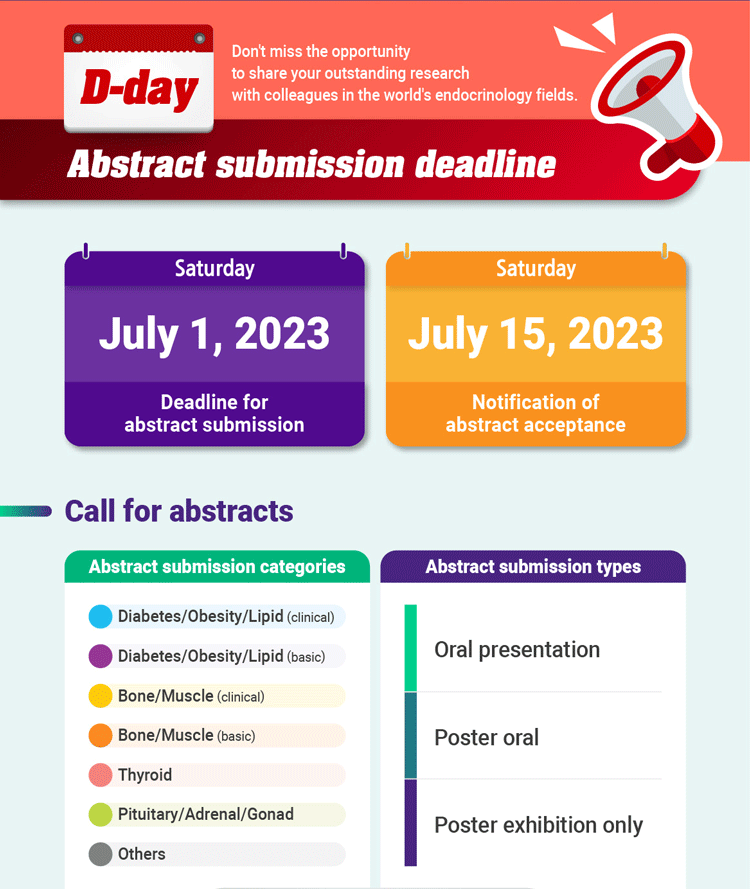 D-day
Don't miss the opportunity
to share your outstanding research
with colleagues in the world's endocrinology fields.
Abstract submission deadline
Saturday
July 1, 2023
Deadline for
abstract submission
Saturday
July 15, 2023
Notification of
abstract acceptance
Call for abstracts
Abstract submission categories
Diabetes/Obesity/Lipid (clinical)
Diabetes/Obesity/Lipid (basic)
Bone/Muscle (clinical)
Bone/Muscle (basic)
Thyroid
Pituitary/Adrenal/Gonad
Others
Abstract submission types
Oral presentation
Poster oral
Poster exhibition only